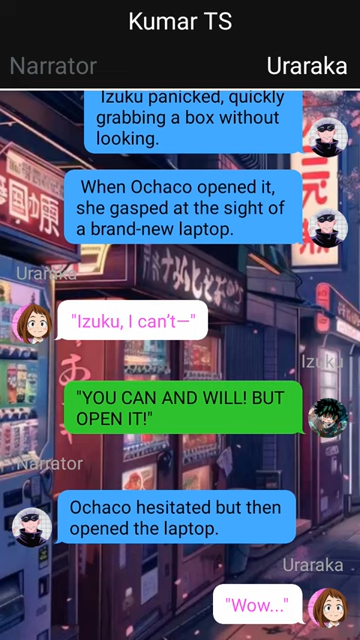 Kumar TS
Narrator
Uraraka
Izuku panicked, quickly
grabbing a box without
looking.
When Ochaco opened it,
she gasped at the sight of
a brand-new laptop.
Uraraka
"Izuku, I can't—"
Izuku
"YOU CAN AND WILL! BUT
OPEN IT!"
Narrator
Ochaco hesitated but then
opened the laptop.
Uraraka
"Wow..."